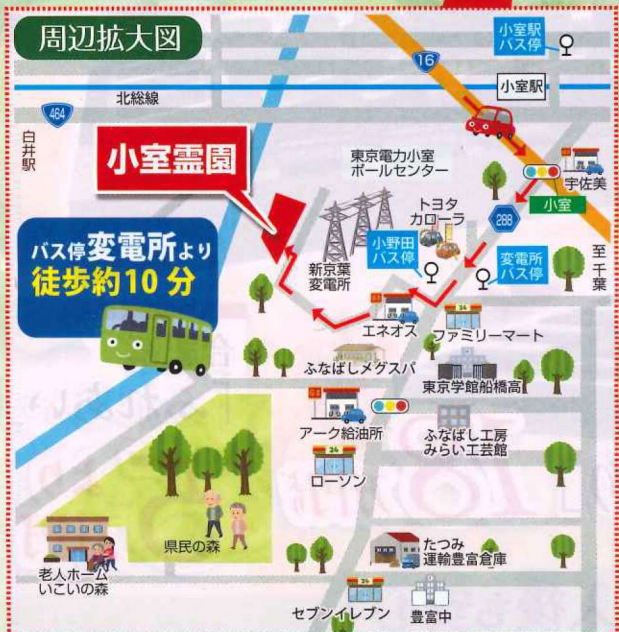 周辺拡大図
小室駅
バス停
16
小室駅
北総線
464
白井駅
小室霊園
東京電力小室
ポールセンター
宇佐美
小室
トヨタ
カローラ
288
小野田
バス停
変電所
バス停
至千葉
新京葉
変電所
バス停変電所より
徒歩約10分
エネオス
24
ファミリーマート
ふなばしメグスパ
東京学館船橋高
アーク給油所
ふなばし工房
みらい工芸館
24
ローソン
県民の森
老人ホーム
いこいの森
たつみ
運輸豊富倉庫
24
セブンイレブン
豊富中